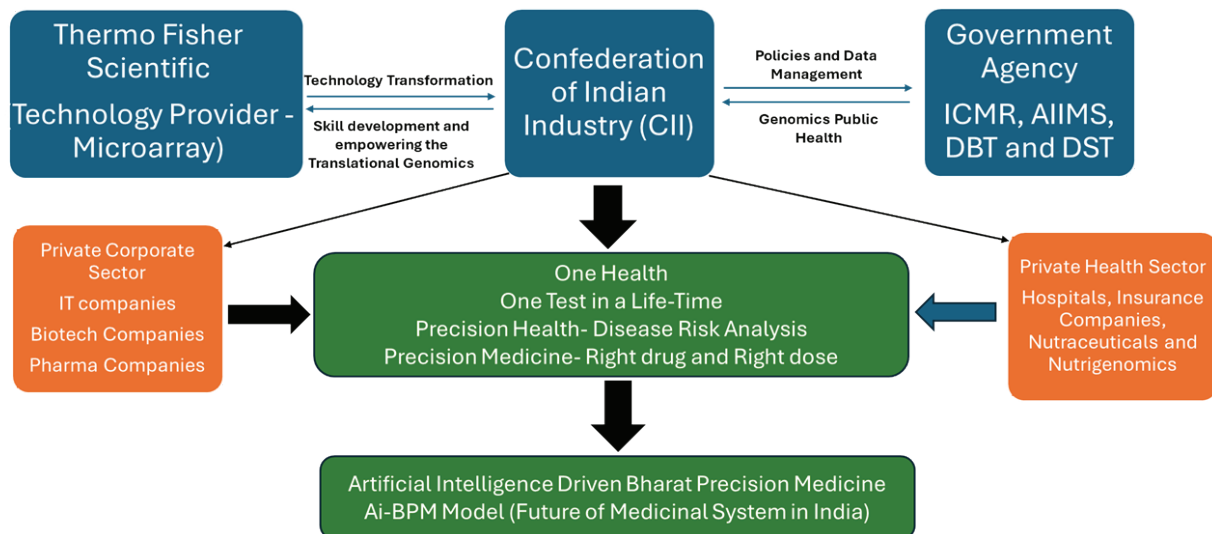 Thermo Fisher
Scientific
(Technology Provider -
Microarray)
Technology Transformation
Skill development and
empowering the
Translational Genomics
Confederation
of Indian
Industry (CII)
Policies and Data
Management
Genomics Public
Health
Government
Agency
ICMR, AIIMS,
DBT and DST
Private Corporate
Sector
IT companies
Biotech Companies
Pharma Companies
One Health
One Test in a Life-Time
Precision Health- Disease Risk Analysis
Precision Medicine- Right drug and Right dose
Private Health Sector
Hospitals, Insurance
Companies,
Nutraceuticals and
Nutrigenomics
Artificial Intelligence Driven Bharat Precision Medicine
Ai-BPM Model (Future of Medicinal System in India)